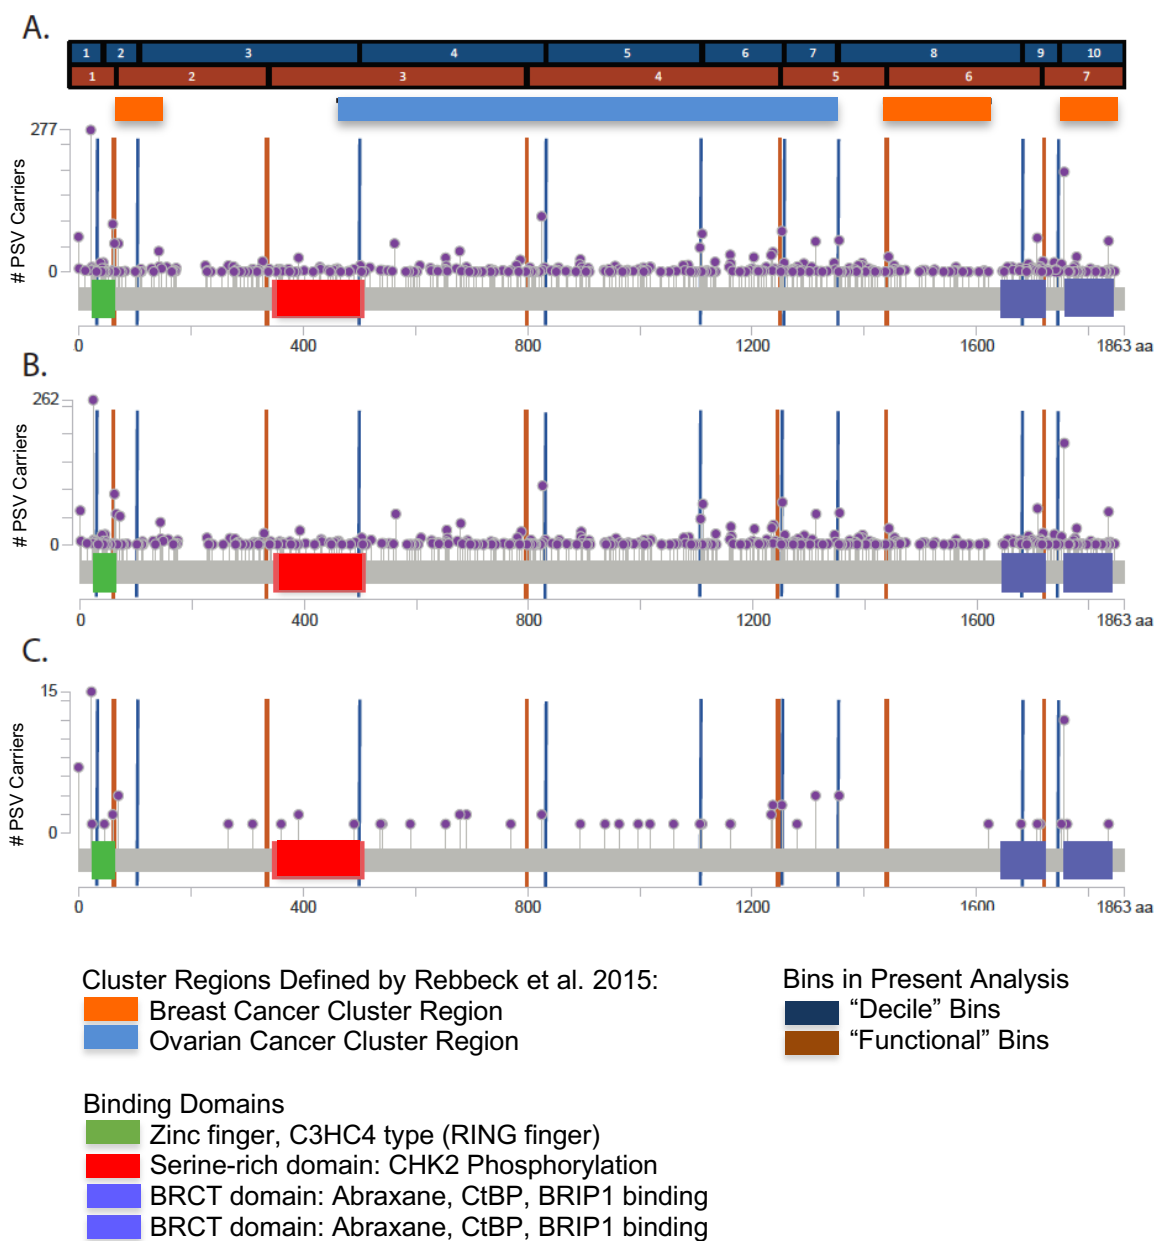 A.
1 2 3 4 5 6 7 8 9 10
1 2 3 4 5 6 7
277
# PSV Carriers
0
0 400 800 1200 1600 1863 aa
B.
262
# PSV Carriers
0
0 400 800 1200 1600 1863 aa
C.
15
# PSV Carriers
0
0 400 800 1200 1600 1863 aa
Cluster Regions Defined by Rebbeck et al. 2015:
Breast Cancer Cluster Region
Ovarian Cancer Cluster Region
Bins in Present Analysis
“Decile” Bins
“Functional” Bins
Binding Domains
Zinc finger, C3HC4 type (RING finger)
Serine-rich domain: CHK2 Phosphorylation
BRCT domain: Abraxane, CtBP, BRIP1 binding
BRCT domain: Abraxane, CtBP, BRIP1 binding